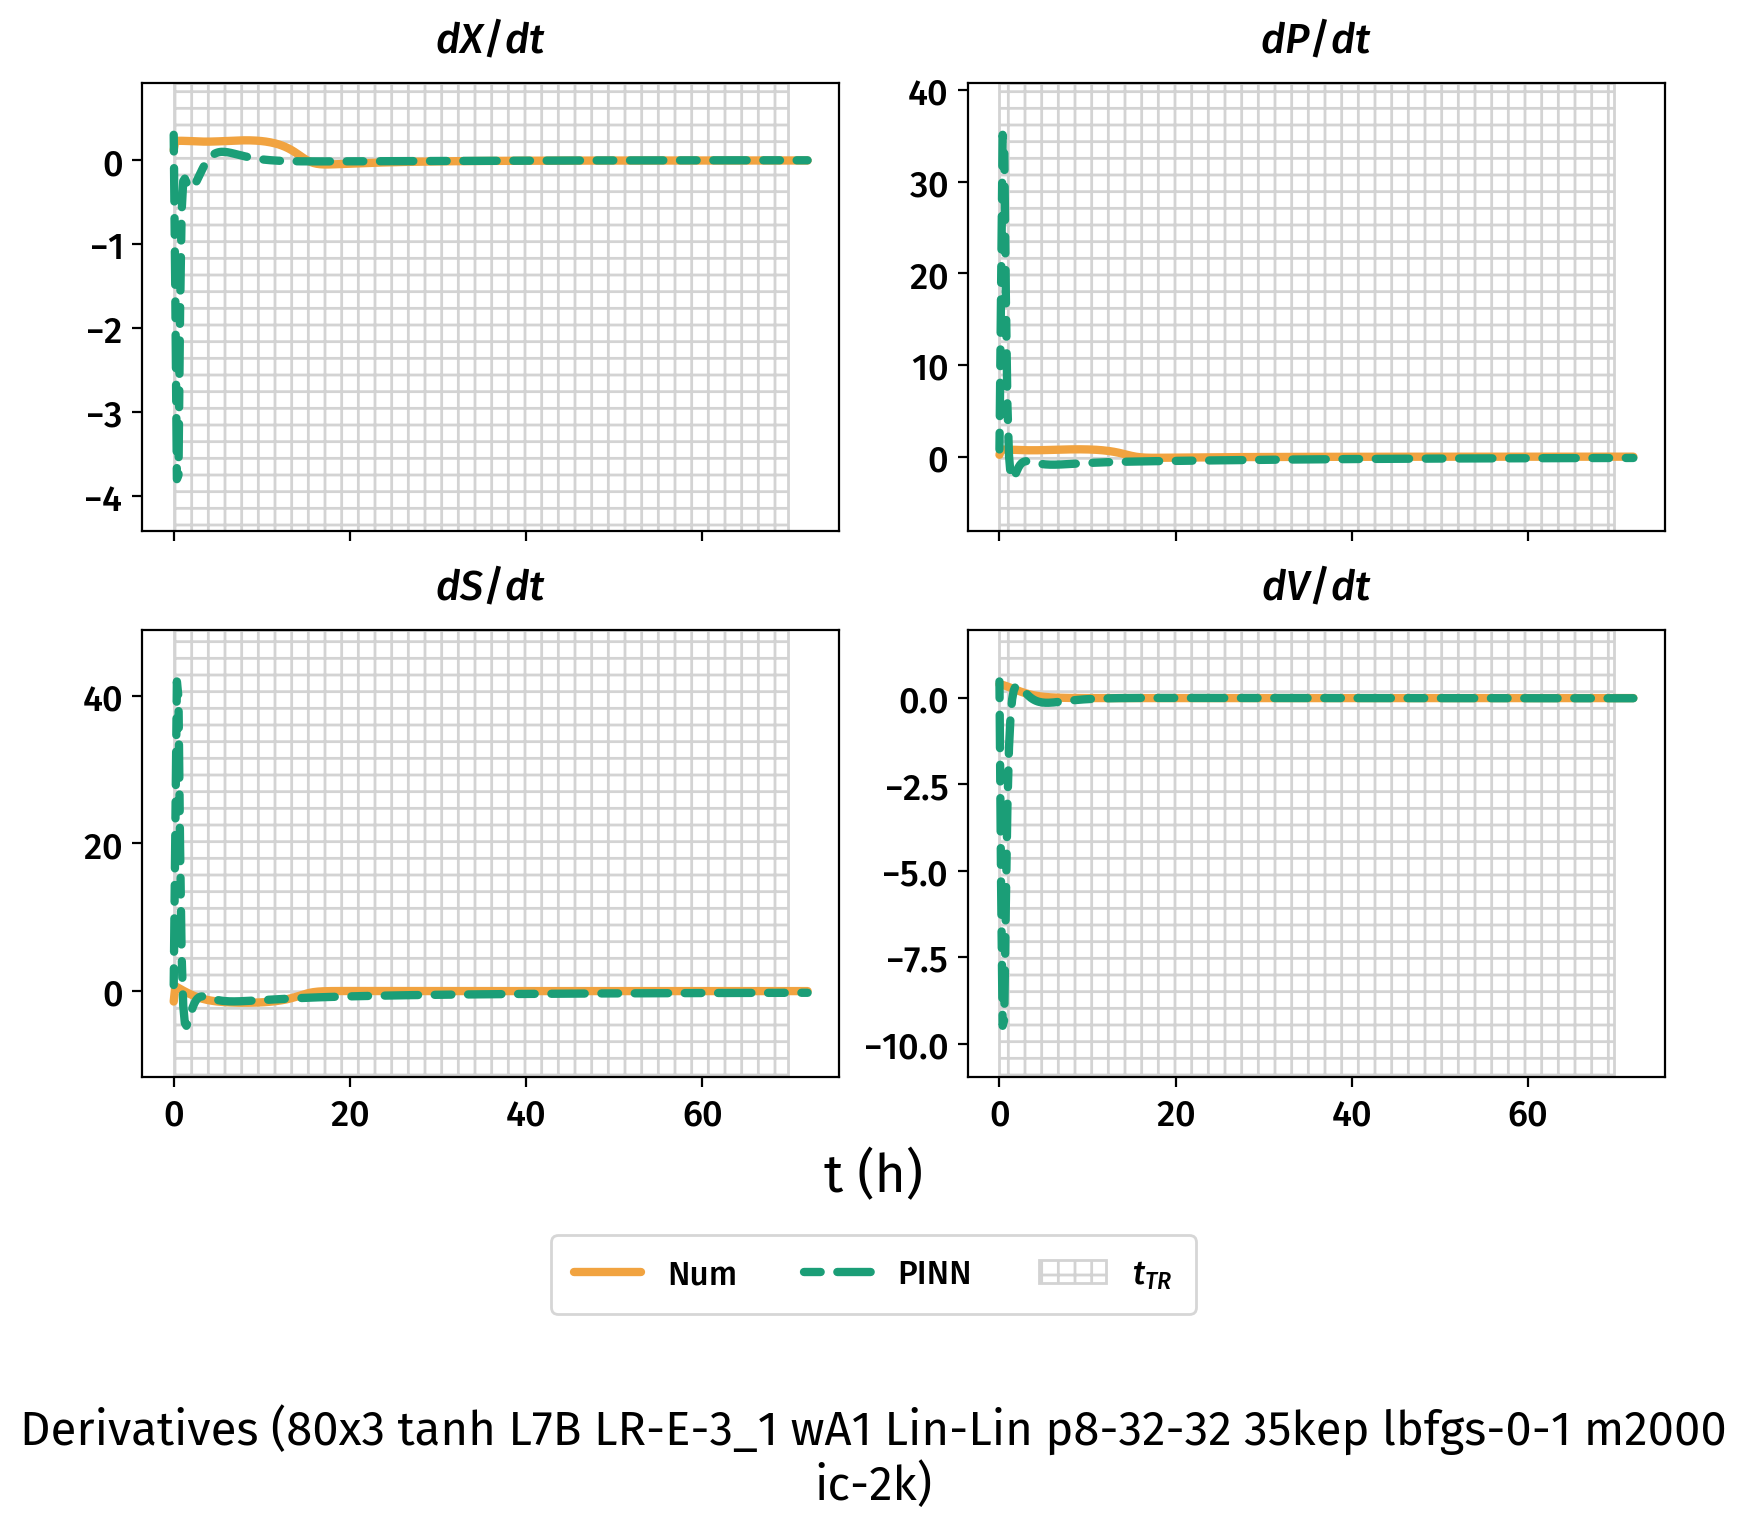 dX/dt
dP/dt
0
−1
−2
−3
−4
40
30
20
10
0
dS/dt
dV/dt
40
20
0
0.0
−2.5
−5.0
−7.5
−10.0
0 20 40 60
0 20 40 60
t (h)
Num PINN t_TR
Derivatives (80x3 tanh L7B LR-E-3_1 wA1 Lin-Lin p8-32-32 35kep lbfgs-0-1 m2000
ic-2k)